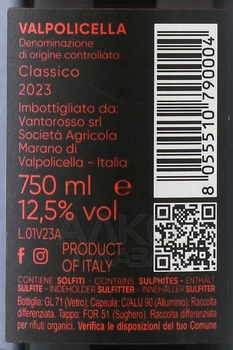 VALPOLICELLA
Denominazione
di origine controllata
Classico
2023
Imbottigliato da:
Vantorosso srl
Società Agricola
Marano di
Valpolicella - Italia
750 ml e
12,5% vol
L.01V23A
PRODUCT
OF ITALY
8 055510 790004
CONTIENE SOLFITI - CONTAINS SULPHITES - ENTHÄLT
SULFITE - INDEHOLDER SULFITTER - INNEHÅLLER SULFITER
Bottiglia: GL 71 (Vetro); Capsula: C/ALU 90 (Alluminio); Raccolta
differenziata. Tappo: FOR 51 (Sughero). Raccolta differenziata
per rifiuti organici. Verifica le disposizioni del tuo Comune